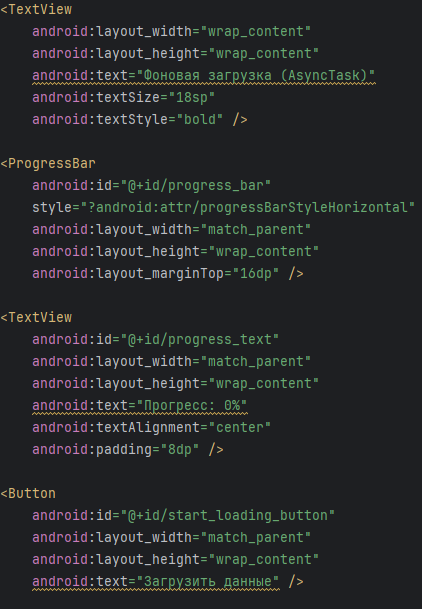 <TextView
    android:layout_width="wrap_content"
    android:layout_height="wrap_content"
    android:text="Фоновая загрузка (AsyncTask)"
    android:textSize="18sp"
    android:textStyle="bold" />

<ProgressBar
    android:id="@+id/progress_bar"
    style="?android:attr/progressBarStyleHorizontal"
    android:layout_width="match_parent"
    android:layout_height="wrap_content"
    android:layout_marginTop="16dp" />

<TextView
    android:id="@+id/progress_text"
    android:layout_width="match_parent"
    android:layout_height="wrap_content"
    android:text="Прогресс: 0%"
    android:textAlignment="center"
    android:padding="8dp" />

<Button
    android:id="@+id/start_loading_button"
    android:layout_width="match_parent"
    android:layout_height="wrap_content"
    android:text="Загрузить данные" />